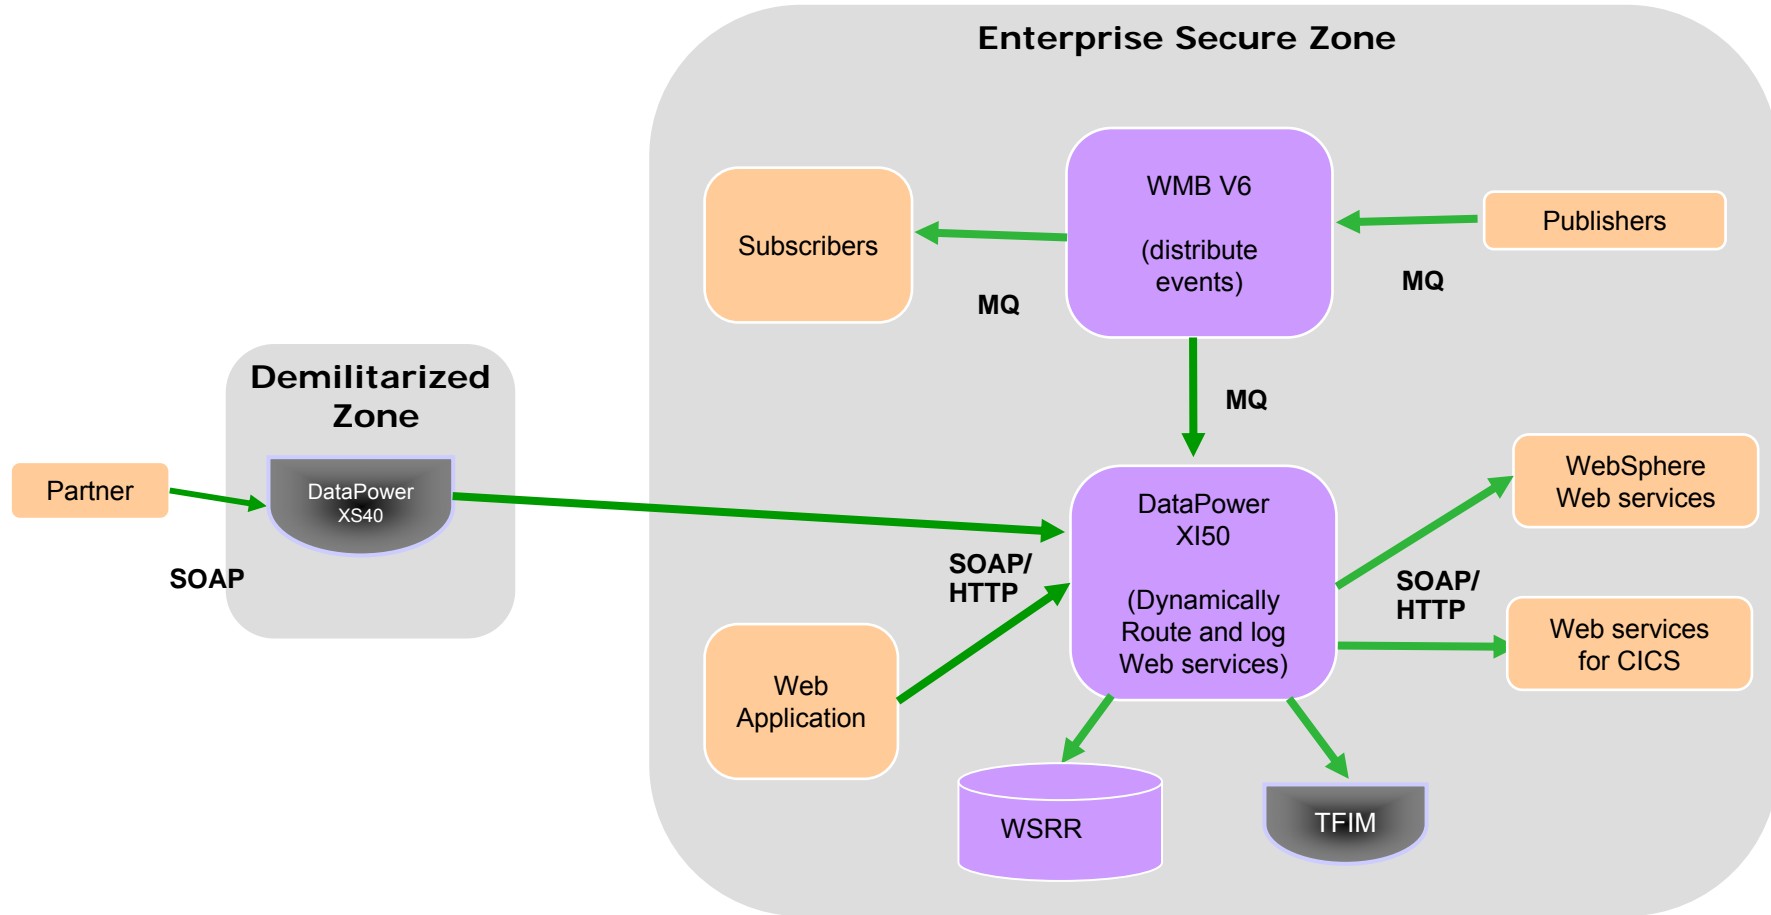 Enterprise Secure Zone
WMB V6
(distribute
events)
Subscribers
Publishers
MQ
MQ
MQ
Demilitarized
Zone
Partner
DataPower
XS40
SOAP
DataPower
XI50
(Dynamically
Route and log
Web services)
SOAP/
HTTP
WebSphere
Web services
SOAP/
HTTP
Web services
for CICS
Web
Application
WSRR
TFIM